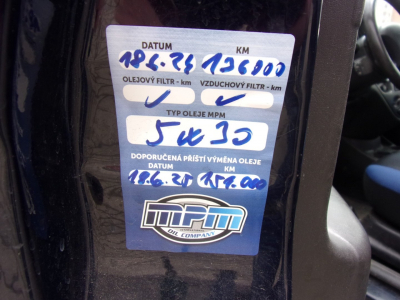 DATUM KM
18.6.24 126000
OLEJOVÝ FILTR - km VZDUCHOVÝ FILTR - km
✓ ✓
TYP OLEJE MPM
5W30
DOPORUČENÁ PŘÍŠTÍ VÝMĚNA OLEJE
DATUM KM
18.6.25 151.000
MPM
OIL COMPANY